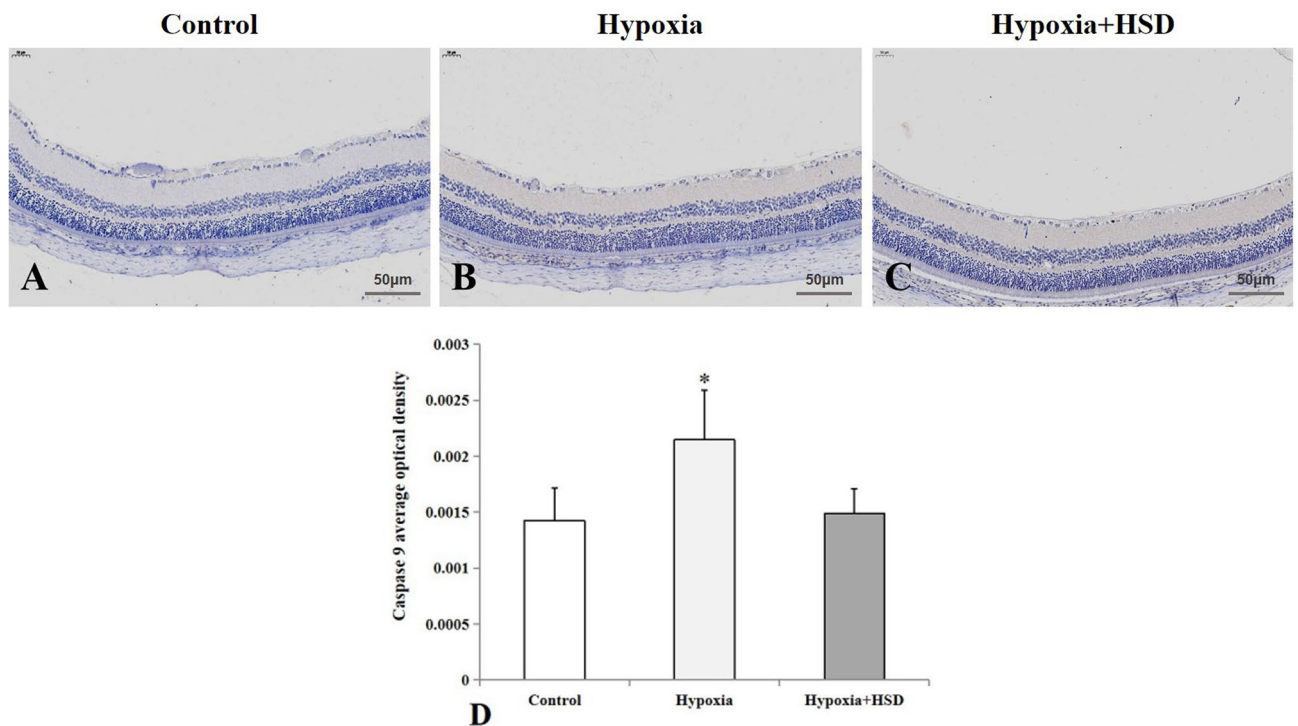 Control Hypoxia Hypoxia+HSD
A 50μm B 50μm C 50μm
0.003
*
0.0025
0.002
0.0015
0.001
0.0005
0
Caspase 9 average optical density
Control Hypoxia Hypoxia+HSD
D